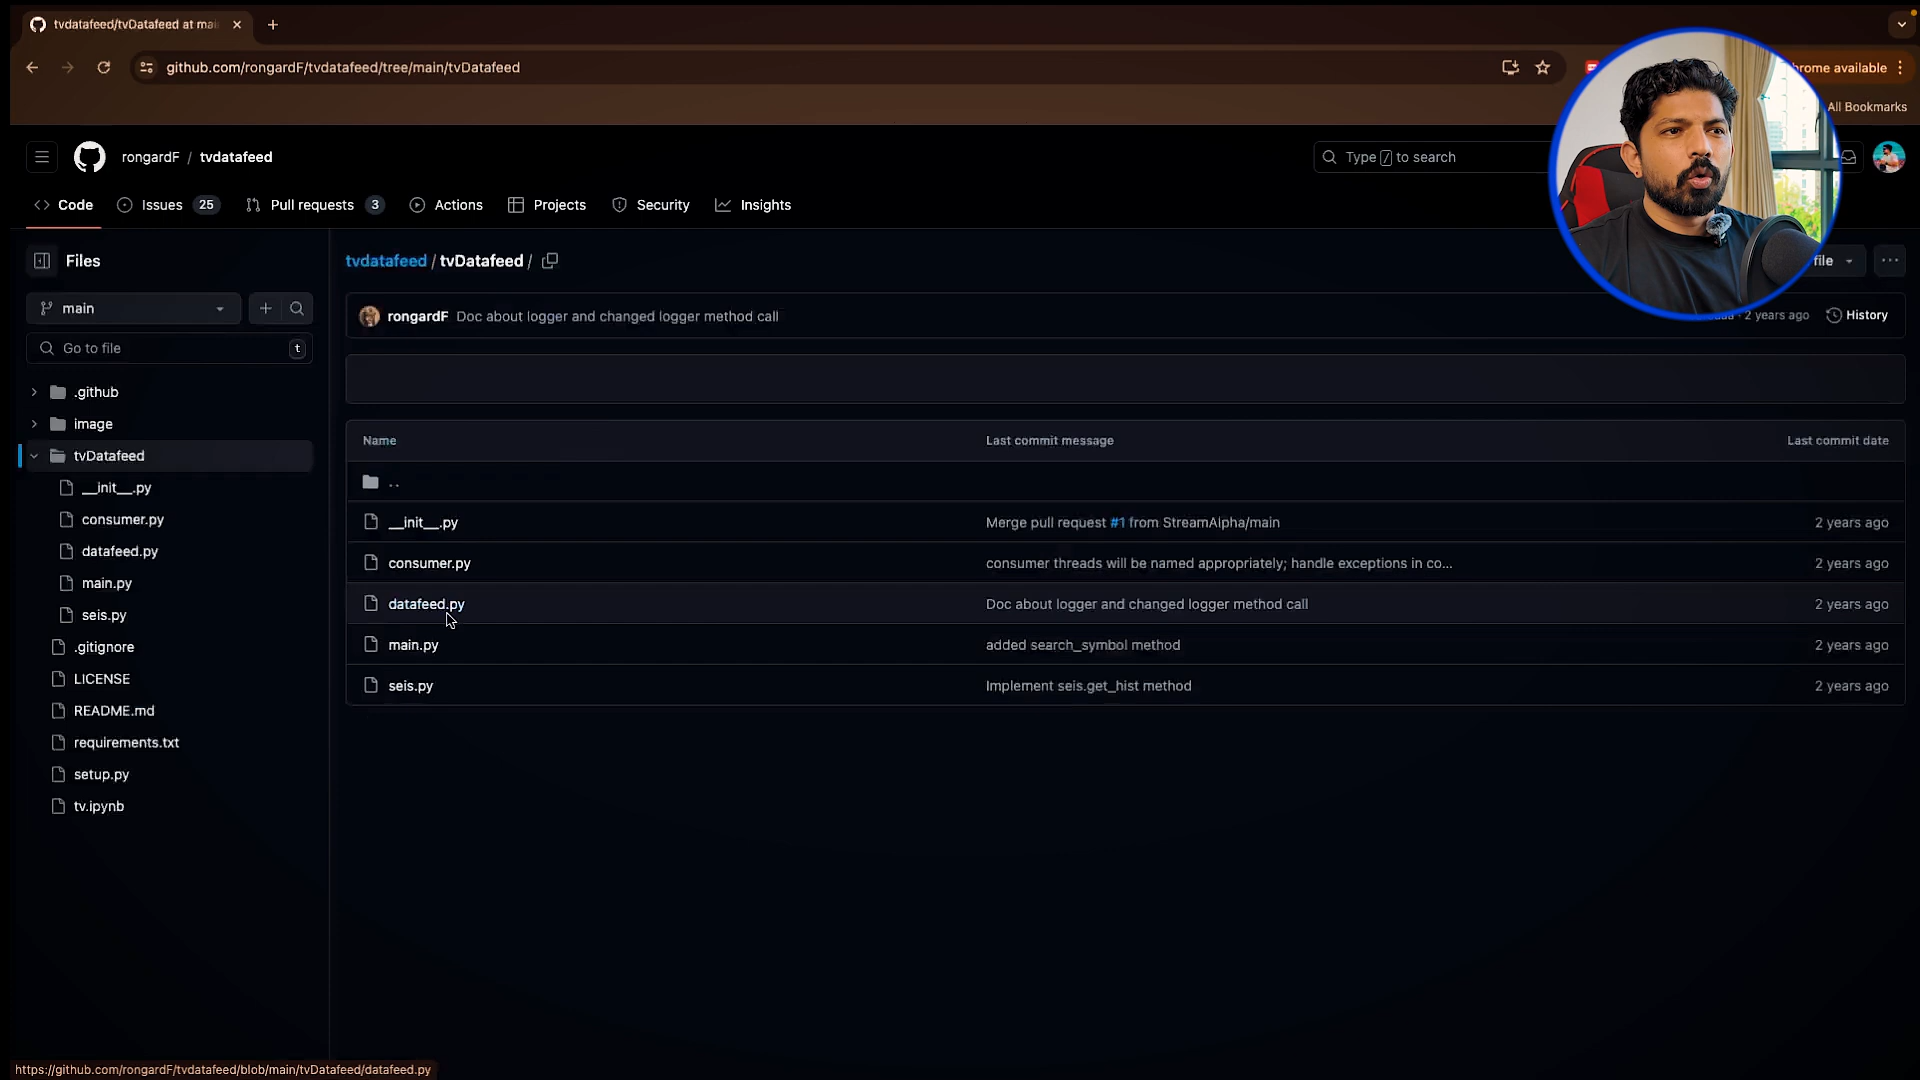 tvdatafeed/tvDatafeed at mai
github.com/rongardF/tvdatafeed/tree/main/tvDatafeed
hrome available
All Bookmarks
rongardF / tvdatafeed
Type / to search
Code
Issues 25
Pull requests 3
Actions
Projects
Security
Insights
Files
tvdatafeed / tvDatafeed /
file
main
rongardF Doc about logger and changed logger method call
· 2 years ago
History
Go to file
t
.github
image
tvDatafeed
__init__.py
consumer.py
datafeed.py
main.py
seis.py
.gitignore
LICENSE
README.md
requirements.txt
setup.py
tv.ipynb
Name Last commit message Last commit date
..
__init__.py Merge pull request #1 from StreamAlpha/main 2 years ago
consumer.py consumer threads will be named appropriately; handle exceptions in co... 2 years ago
datafeed.py Doc about logger and changed logger method call 2 years ago
main.py added search_symbol method 2 years ago
seis.py Implement seis.get_hist method 2 years ago
https://github.com/rongardF/tvdatafeed/blob/main/tvDatafeed/datafeed.py